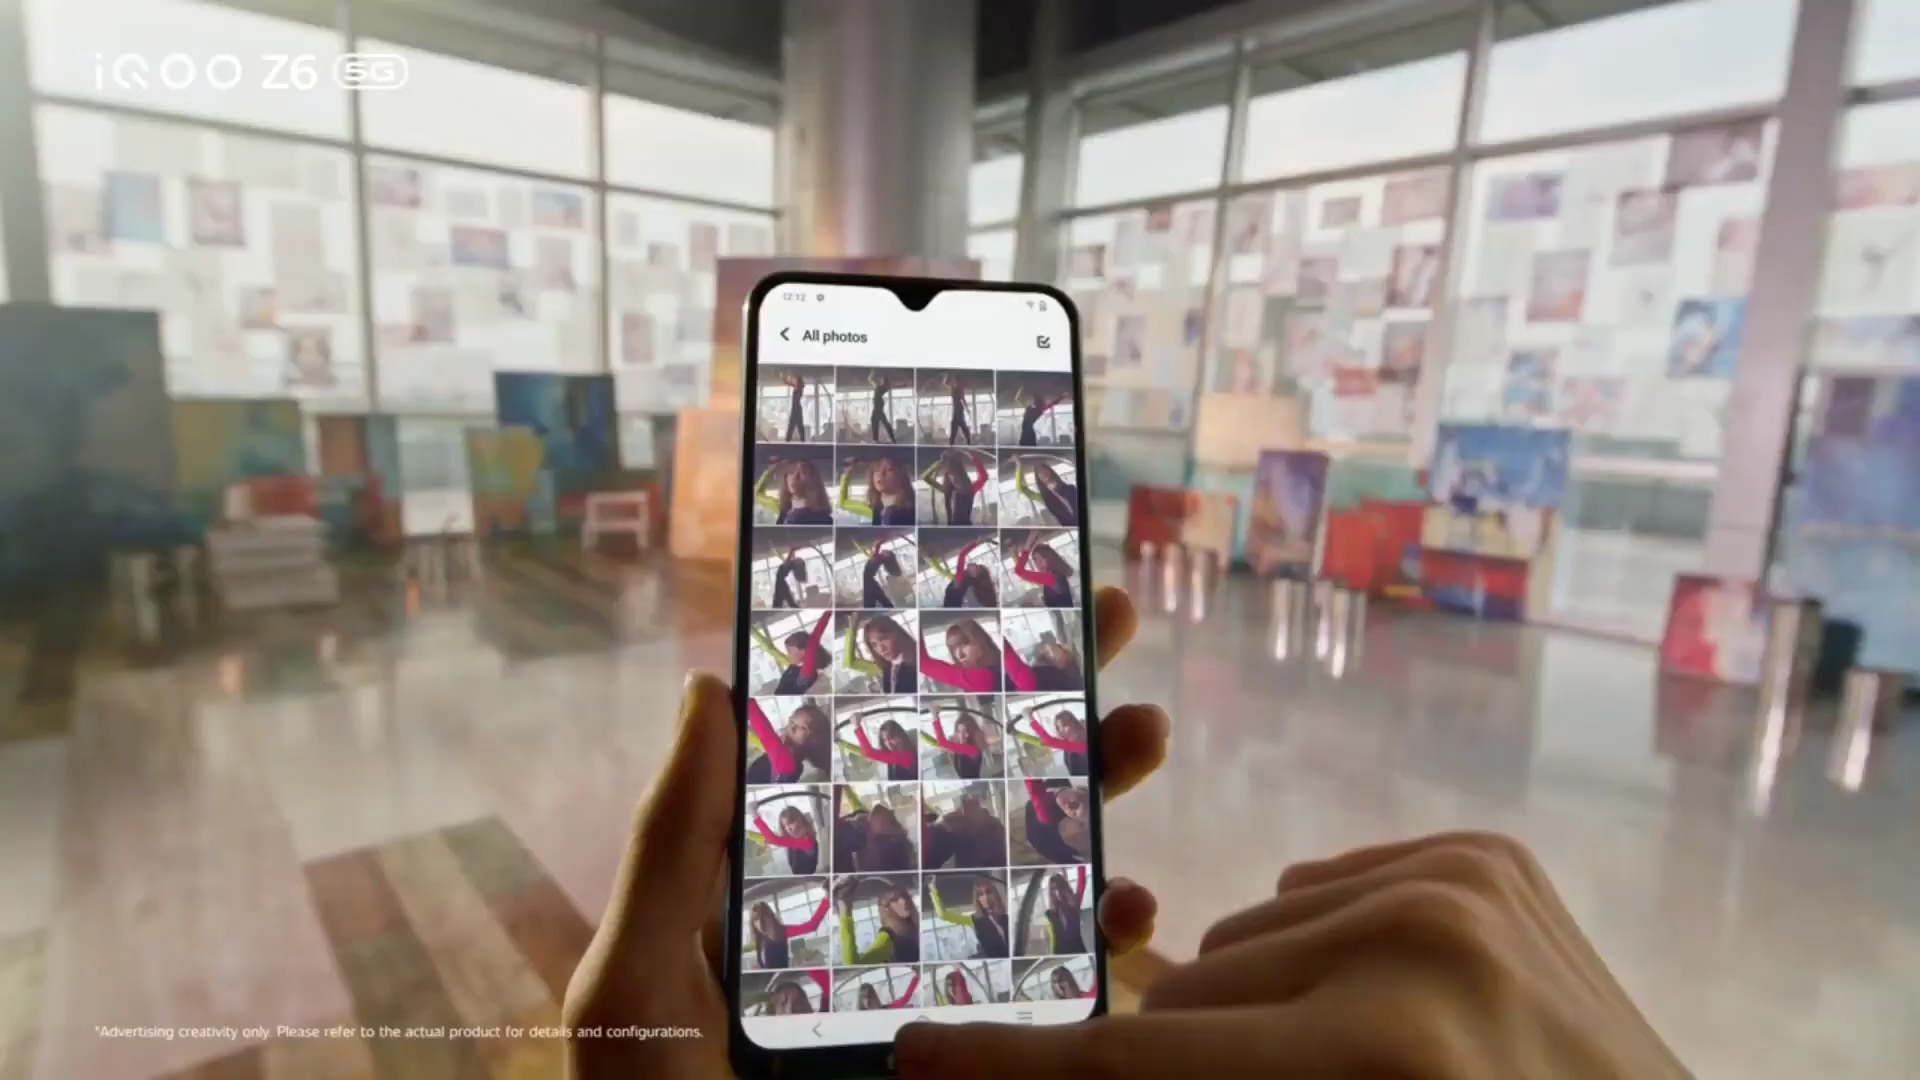 iQOO Z6 5G
12:12
All photos
*Advertising creativity only. Please refer to the actual product for details and configurations.